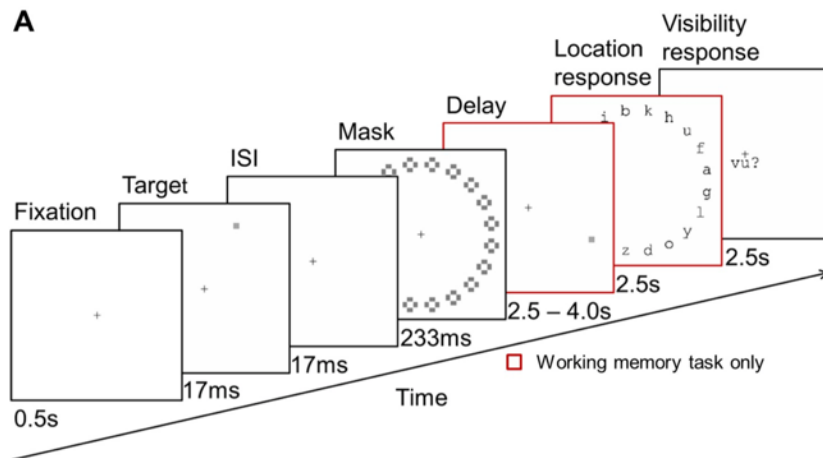 A
Visibility
response
Location
response
Delay
Mask
ISI
Target
Fixation
i b k h u f a g l y o d z
vu?
0.5s
17ms
17ms
233ms
2.5 – 4.0s
2.5s
2.5s
Working memory task only
Time